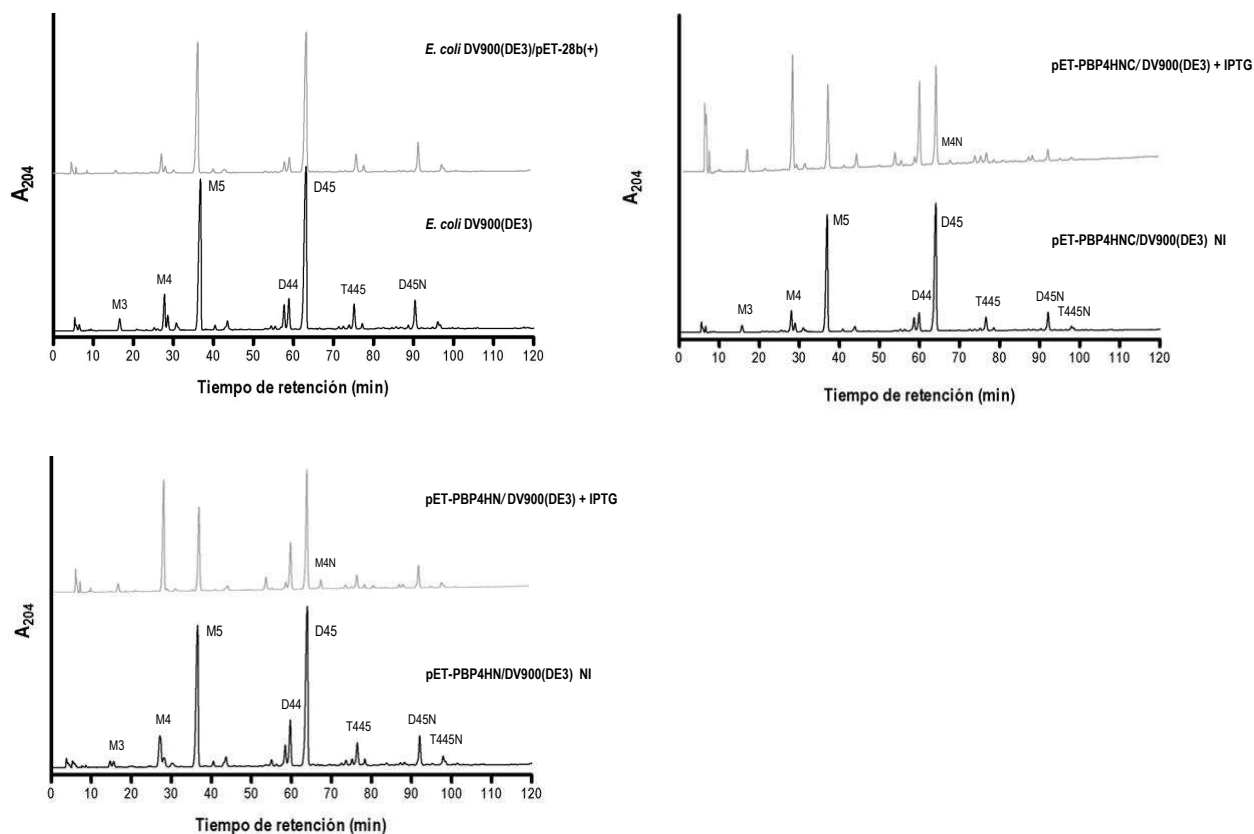 E. coli DV900(DE3)/pET-28b(+)
A204
M5
D45
E. coli DV900(DE3)
M4
M3
D44
T445
D45N
0 10 20 30 40 50 60 70 80 90 100 110 120
Tiempo de retención (min)
pET-PBP4HNC/DV900(DE3) + IPTG
M4N
A204
M5
D45
pET-PBP4HNC/DV900(DE3) NI
M4
M3
D44
T445
D45N
T445N
0 10 20 30 40 50 60 70 80 90 100 110 120
Tiempo de retención (min)
pET-PBP4HN/DV900(DE3) + IPTG
M4N
A204
M5
D45
pET-PBP4HN/DV900(DE3) NI
M4
M3
D44
T445
D45N
T445N
0 10 20 30 40 50 60 70 80 90 100 110 120
Tiempo de retención (min)